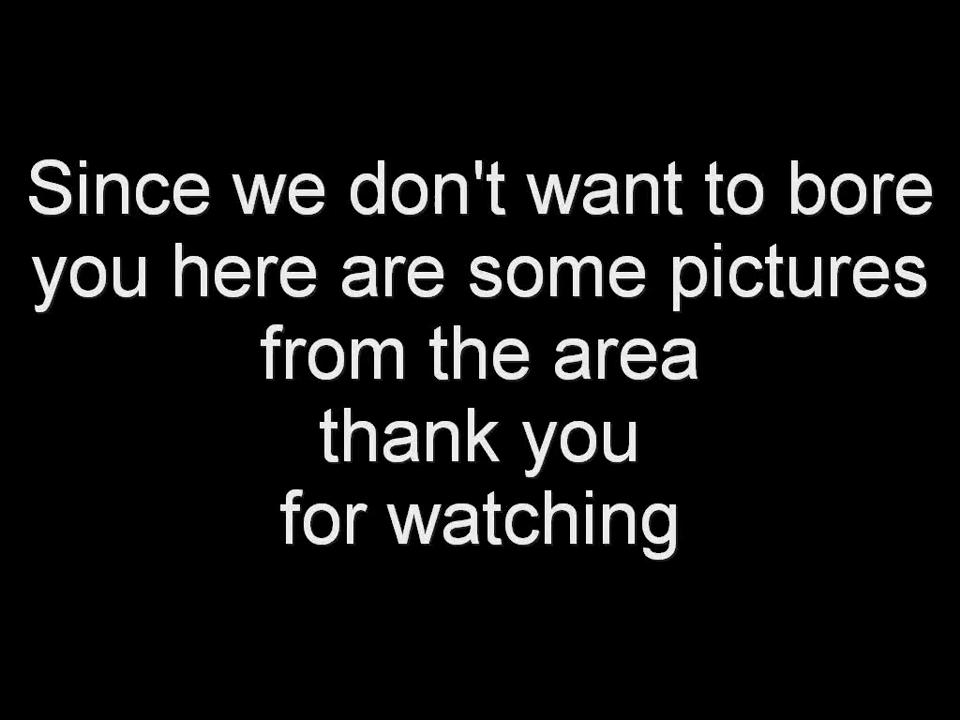 Since we don't want to bore
you here are some pictures
from the area
thank you
for watching